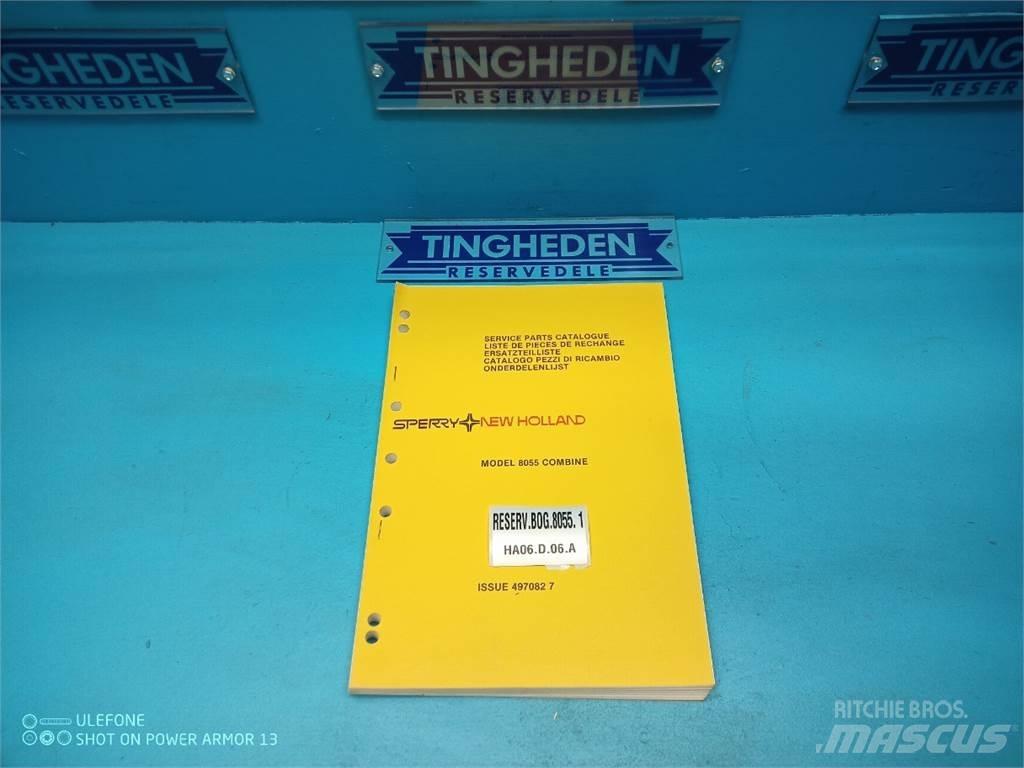 NGHEDEN
RESERVEDELE
TINGHEDEN
RESERVEDELE
TINGHED
RESERVEDELE
TINGHEDEN
RESERVEDELE
SERVICE PARTS CATALOGUE
LISTE DE PIECES DE RECHANGE
ERSATZTEILLISTE
CATALOGO PEZZI DI RICAMBIO
ONDERDELENLIJST
SPERRY NEW HOLLAND
MODEL 8055 COMBINE
RESERV.BOG.8055.1
HA06.D.06.A
ISSUE 497082 7
ULEFONE
SHOT ON POWER ARMOR 13
RITCHIE BROS.
MASCUS